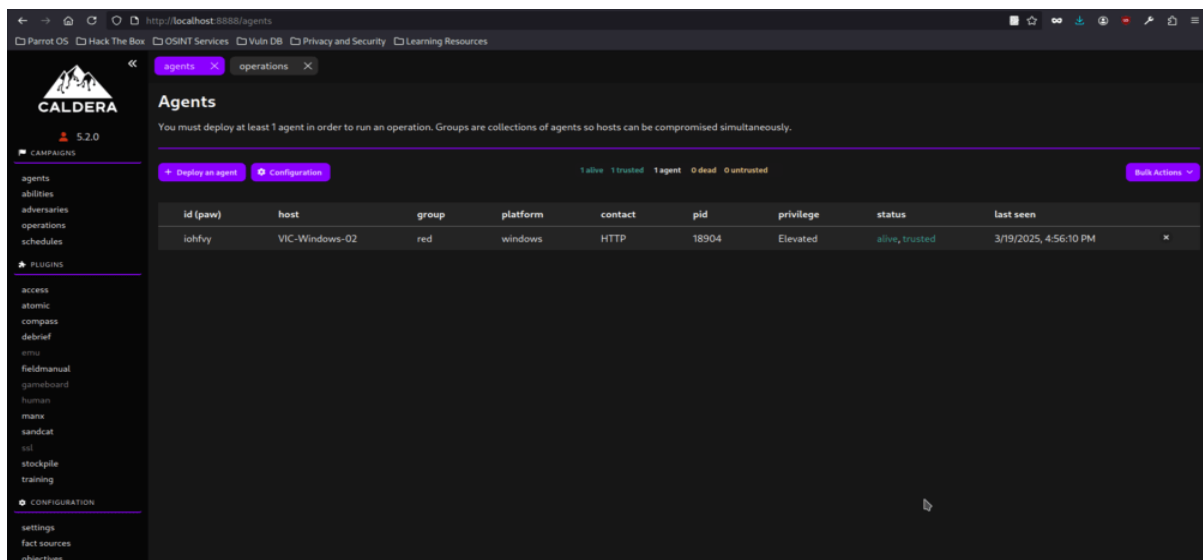 http://localhost:8888/agents
Parrot OS Hack The Box OSINT Services Vuln DB Privacy and Security Learning Resources
CALDERA
5.2.0
CAMPAIGNS
agents
abilities
adversaries
operations
schedules
PLUGINS
access
atomic
compass
debrief
emu
fieldmanual
gameboard
human
manx
sandcat
ssl
stockpile
training
CONFIGURATION
settings
fact sources
objectives
agents operations
Agents
You must deploy at least 1 agent in order to run an operation. Groups are collections of agents so hosts can be compromised simultaneously.
+ Deploy an agent Configuration 1 alive 1 trusted 1 agent 0 dead 0 untrusted Bulk Actions
id (paw) host group platform contact pid privilege status last seen
iohfvy VIC-Windows-02 red windows HTTP 18904 Elevated alive, trusted 3/19/2025, 4:56:10 PM